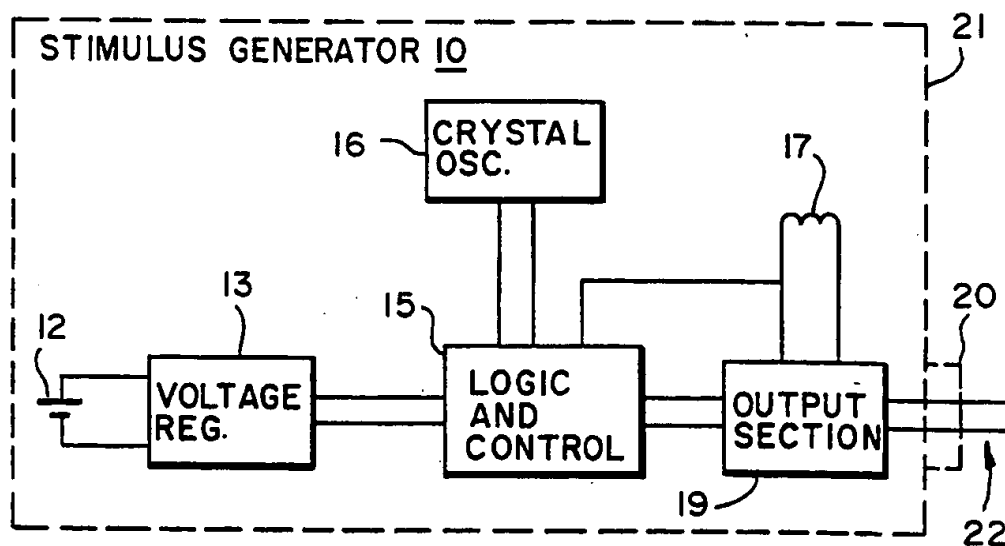 STIMULUS GENERATOR 10
21
CRYSTAL
OSC.
16
17
20
12
13
15
VOLTAGE
REG.
LOGIC
AND
CONTROL
OUTPUT
SECTION
19
22